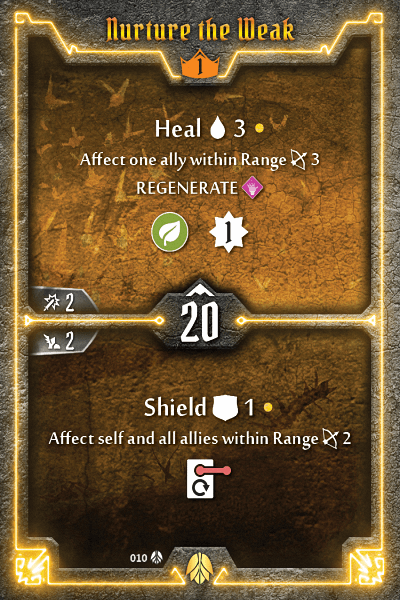 Nurture the Weak
1
Heal 3
Affect one ally within Range 3
REGENERATE
1
2
20
2
Shield 1
Affect self and all allies within Range 2
010